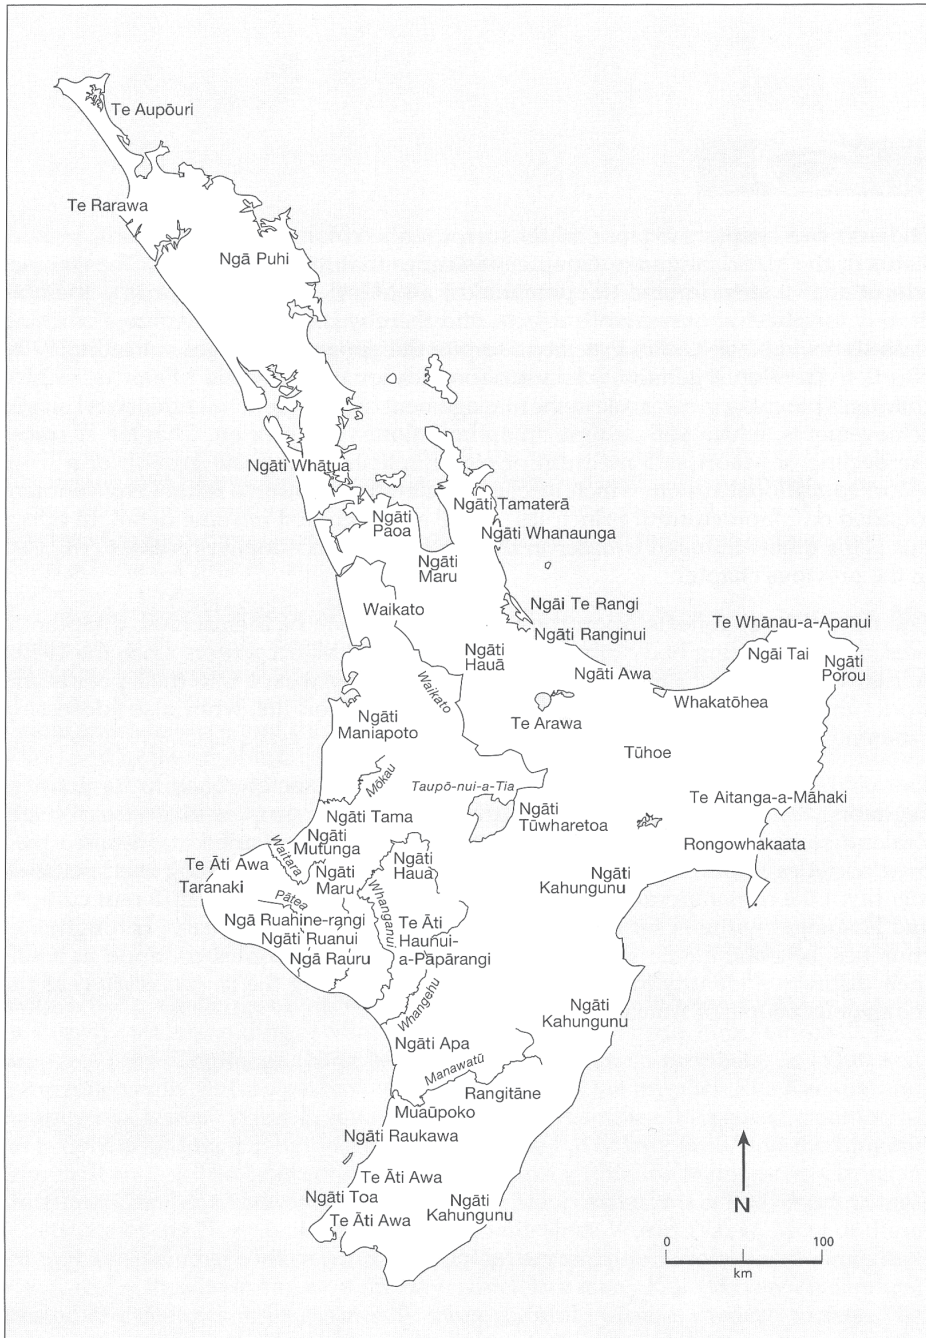 Te Aupōuri
Te Rarawa
Ngā Puhi
Ngāti Whātua
Ngāti
Paoa
Ngāti Tamaterā
Ngāti Whanaunga
Ngāti
Maru
Waikato
Ngāi Te Rangi
Ngāti Ranginui
Te Whānau-a-Apanui
Ngāti
Hauā
Ngāi Tai
Ngāti
Porou
Ngāti Awa
Waikato
Whakatōhea
Ngāti
Maniapoto
Te Arawa
Tūhoe
Mōkau
Taupō-nui-a-Tia
Te Aitanga-a-Māhaki
Ngāti Tama
Ngāti
Tūwharetoa
Ngāti
Mutunga
Rongowhakaata
Waitara
Te Āti Awa
Taranaki
Ngāti
Maru
Ngāti
Haua
Ngāti
Kahungunu
Pātea
Whanganui
Ngā Ruahine-rangi
Ngāti Ruanui
Ngā Rauru
Te Āti
Haunui-
a-Pāpārangi
Whangehu
Ngāti
Kahungunu
Ngāti Apa
Manawatū
Rangitāne
Muaūpoko
Ngāti Raukawa
Te Āti Awa
Ngāti Toa
Ngāti
Kahungunu
Te Āti Awa
N
0 100
km